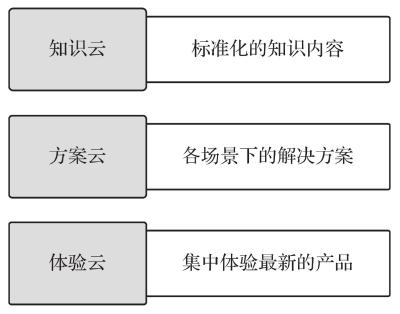 知识云
标准化的知识内容
方案云
各场景下的解决方案
体验云
集中体验最新的产品